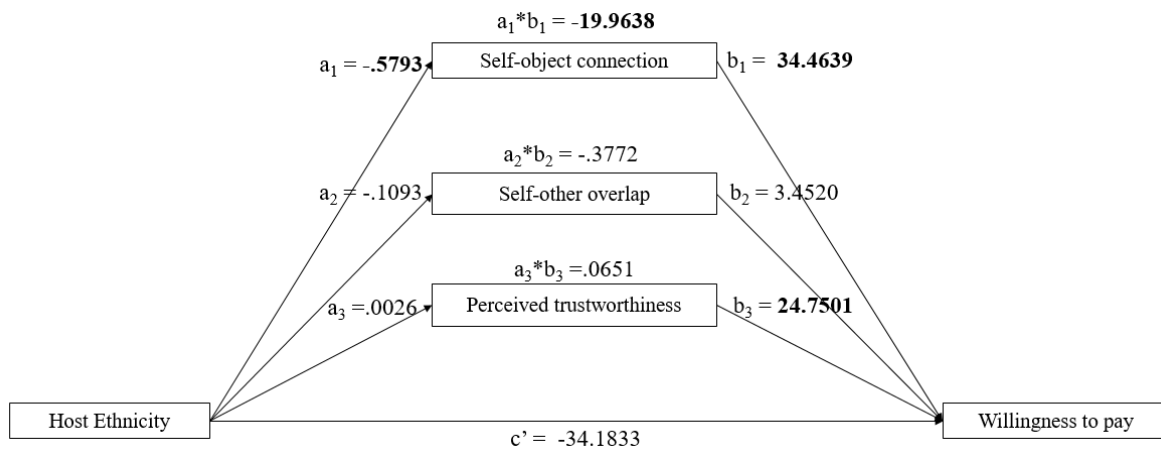 a₁*b₁ = -19.9638
a₁ = -.5793
Self-object connection
b₁ = 34.4639
a₂*b₂ = -.3772
a₂ = -.1093
Self-other overlap
b₂ = 3.4520
a₃*b₃ =.0651
a₃ =.0026
Perceived trustworthiness
b₃ = 24.7501
Host Ethnicity
Willingness to pay
c’ = -34.1833